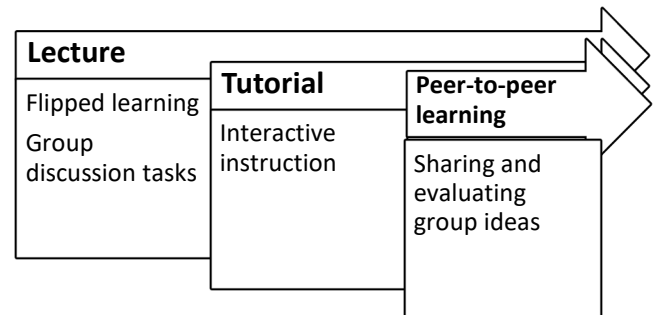 Lecture
Flipped learning
Group
discussion tasks
Tutorial
Interactive
instruction
Peer-to-peer
learning
Sharing and
evaluating
group ideas